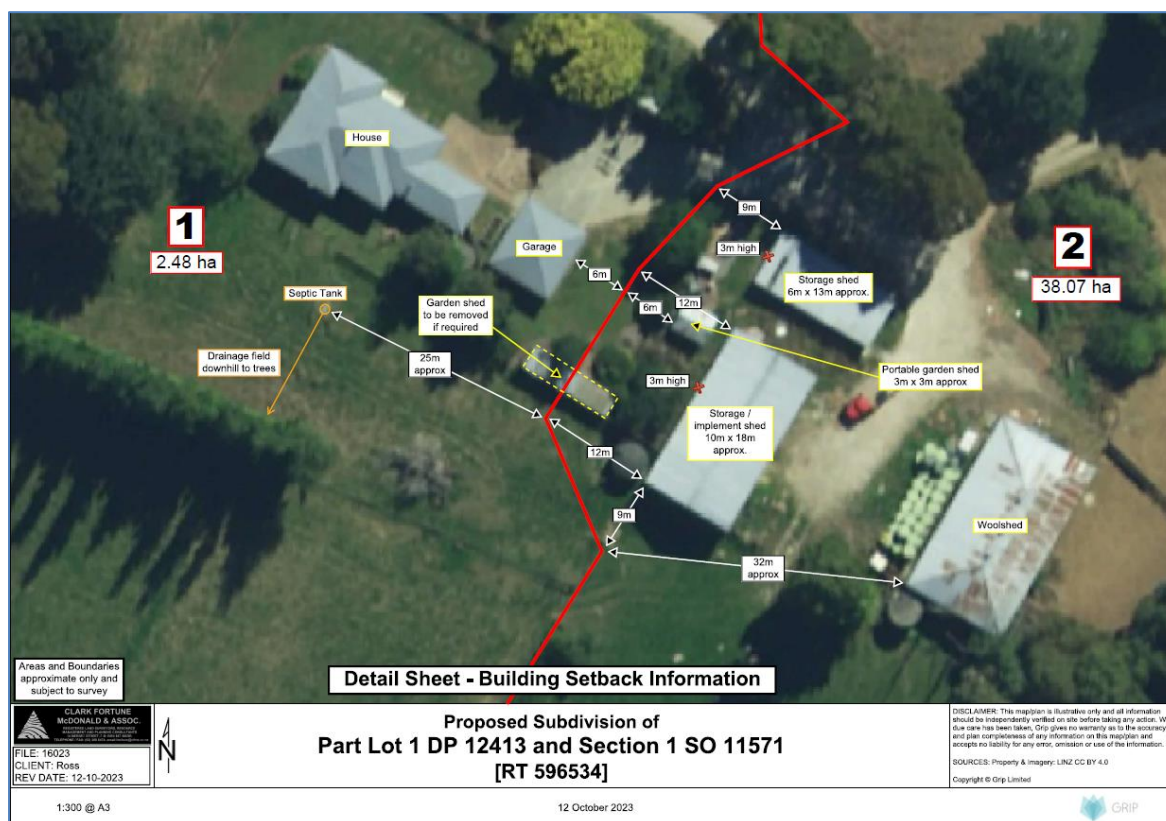 House
9m
1
2.48 ha
3m high
2
38.07 ha
Garage
Storage shed
6m x 13m approx.
6m
Septic Tank
12m
6m
Garden shed
to be removed
if required
Drainage field
downhill to trees
25m
approx
Portable garden shed
3m x 3m approx
3m high
Storage /
implement shed
10m x 18m
approx.
12m
9m
Woolshed
32m
approx
Areas and Boundaries
approximate only and
subject to survey
Detail Sheet - Building Setback Information
CLARK FORTUNE
McDONALD & ASSOC.
FILE: 16023
CLIENT: Ross
REV DATE: 12-10-2023
N
Proposed Subdivision of
Part Lot 1 DP 12413 and Section 1 SO 11571
[RT 596534]
DISCLAIMER: This map/plan is illustrative only and all information
should be independently verified on site before taking any action. W
due care has been taken, Grip gives no warranty as to the accuracy
and plan completeness of any information on this map/plan and
accepts no liability for any error, omission or use of the information.
SOURCES: Property & Imagery: LINZ CC BY 4.0
Copyright © Grip Limited
1:300 @ A3
12 October 2023
GRIP